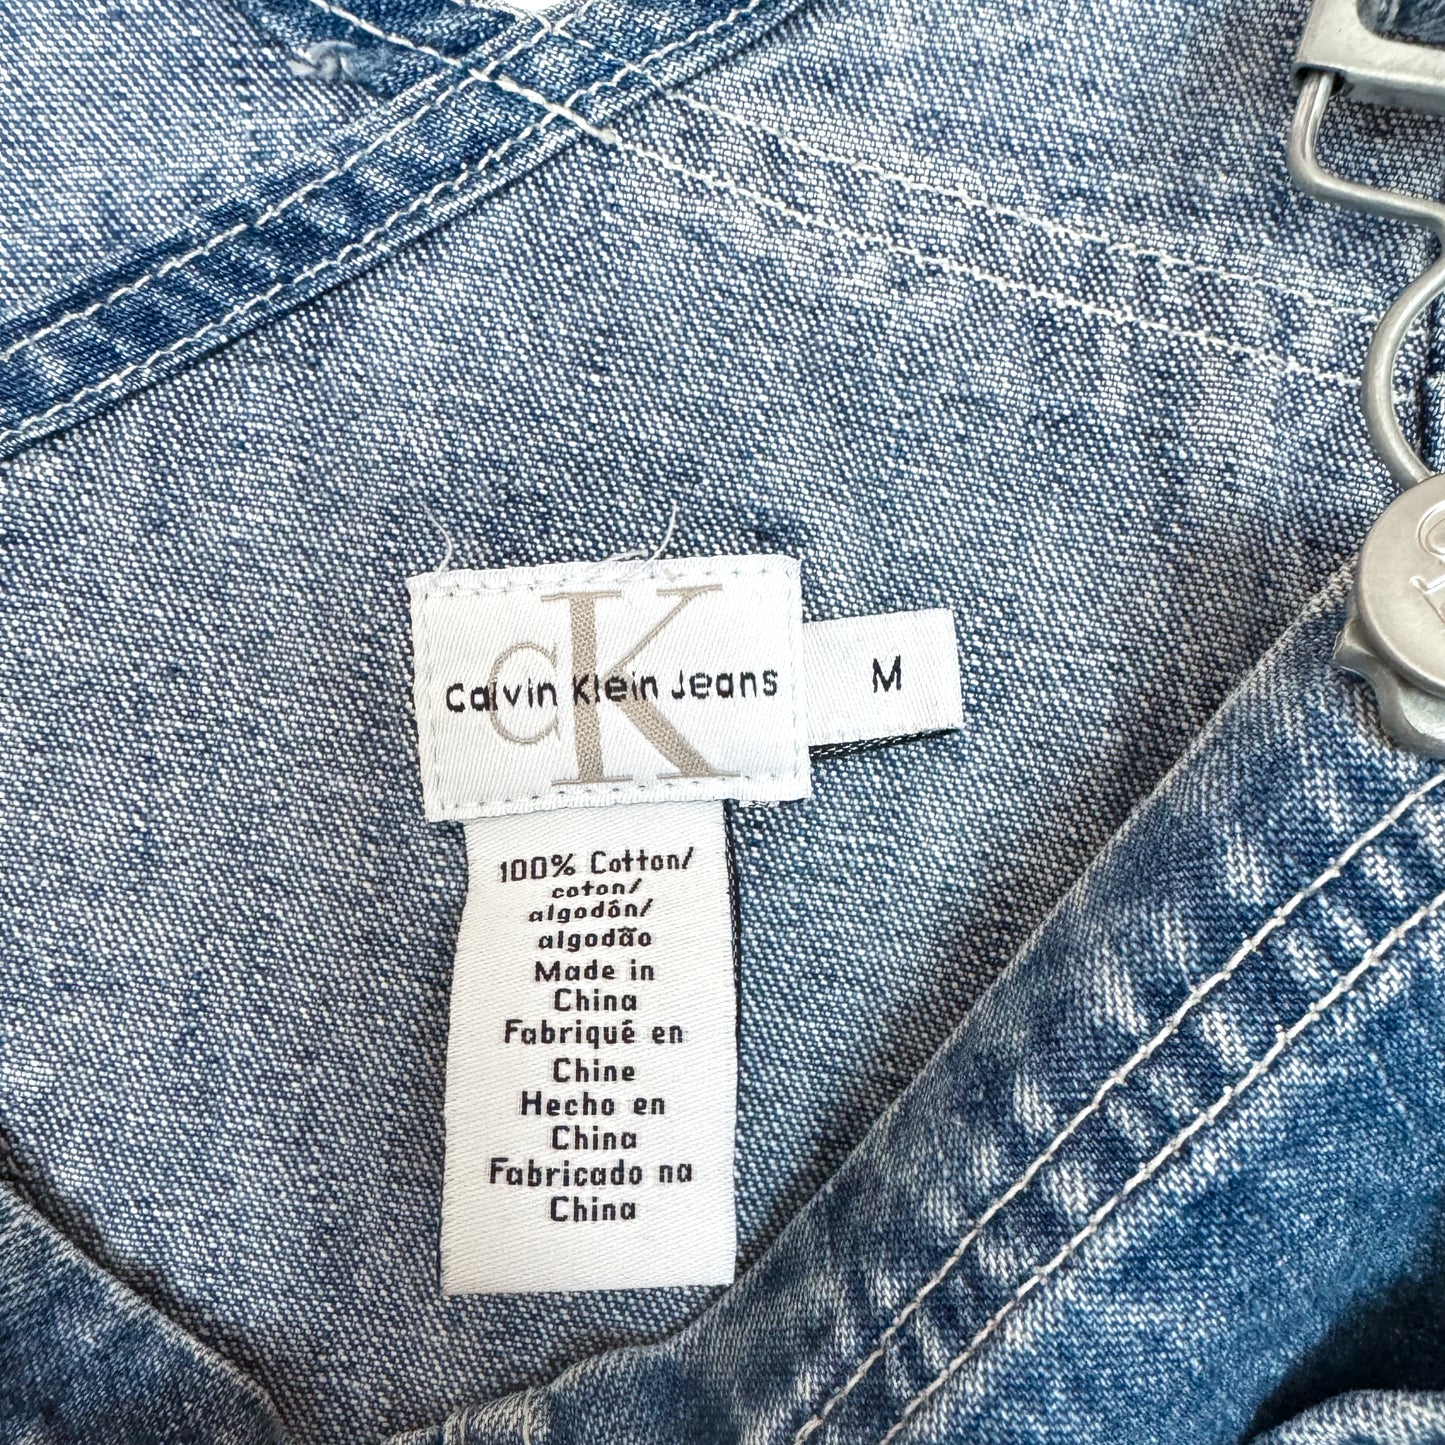 CK
Calvin Klein Jeans
M
100% Cotton/
coton/
algodón/
algodão
Made in
China
Fabriqué en
Chine
Hecho en
China
Fabricado na
China